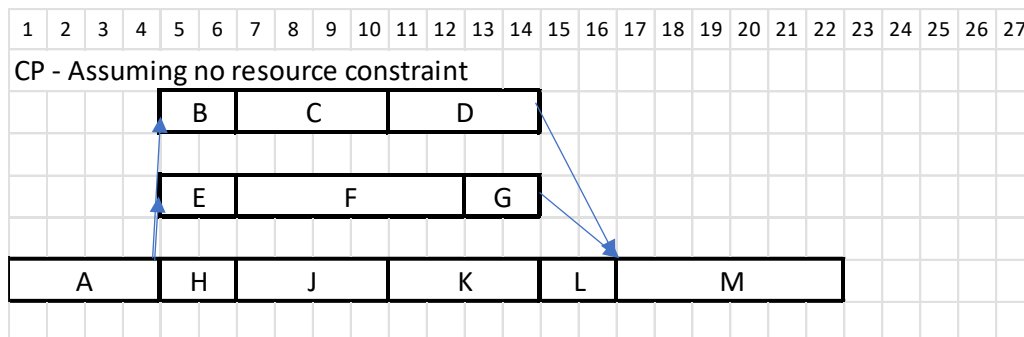 1 2 3 4 5 6 7 8 9 10 11 12 13 14 15 16 17 18 19 20 21 22 23 24 25 26 27
CP - Assuming no resource constraint
B C D
E F G
A H J K L M